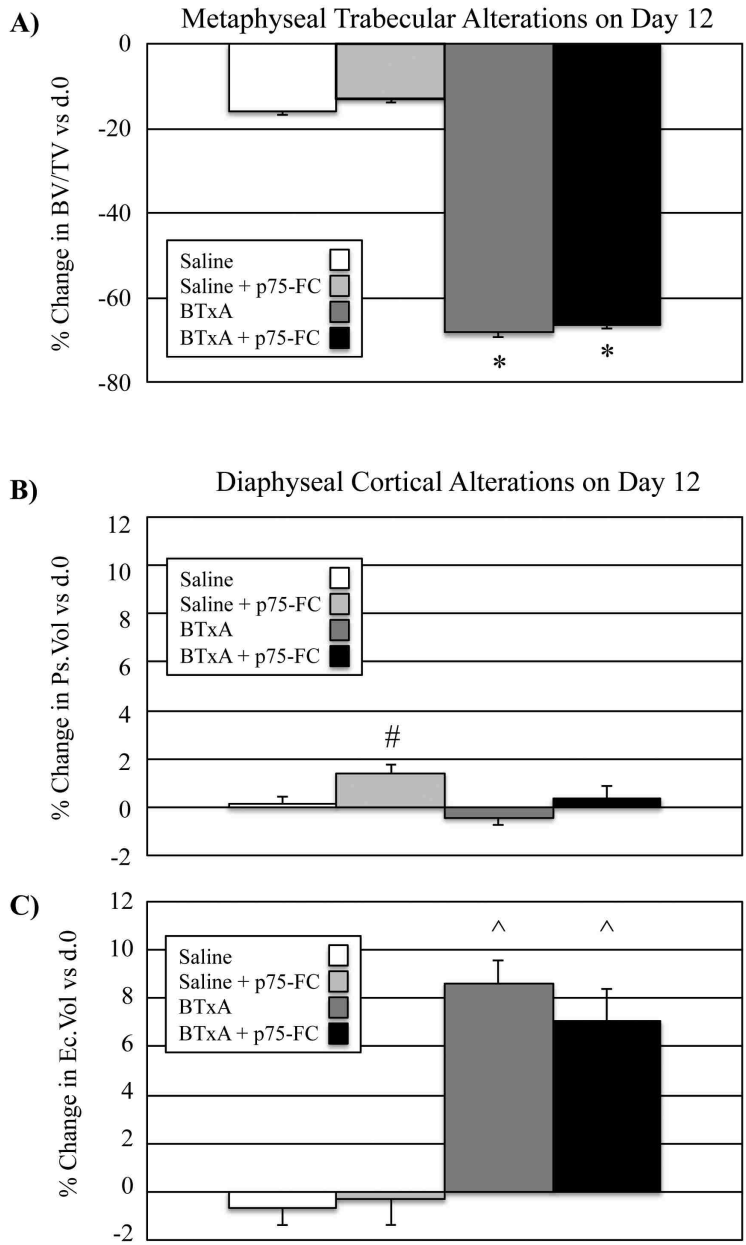 A)
Metaphyseal Trabecular Alterations on Day 12
% Change in BV/TV vs d.0
0
-20
-40
-60
-80
Saline
Saline + p75-FC
BTxA
BTxA + p75-FC
*
*
B)
Diaphyseal Cortical Alterations on Day 12
% Change in Ps.Vol vs d.0
12
10
8
6
4
2
0
-2
Saline
Saline + p75-FC
BTxA
BTxA + p75-FC
#
C)
% Change in Ec.Vol vs d.0
12
10
8
6
4
2
0
-2
Saline
Saline + p75-FC
BTxA
BTxA + p75-FC
^
^